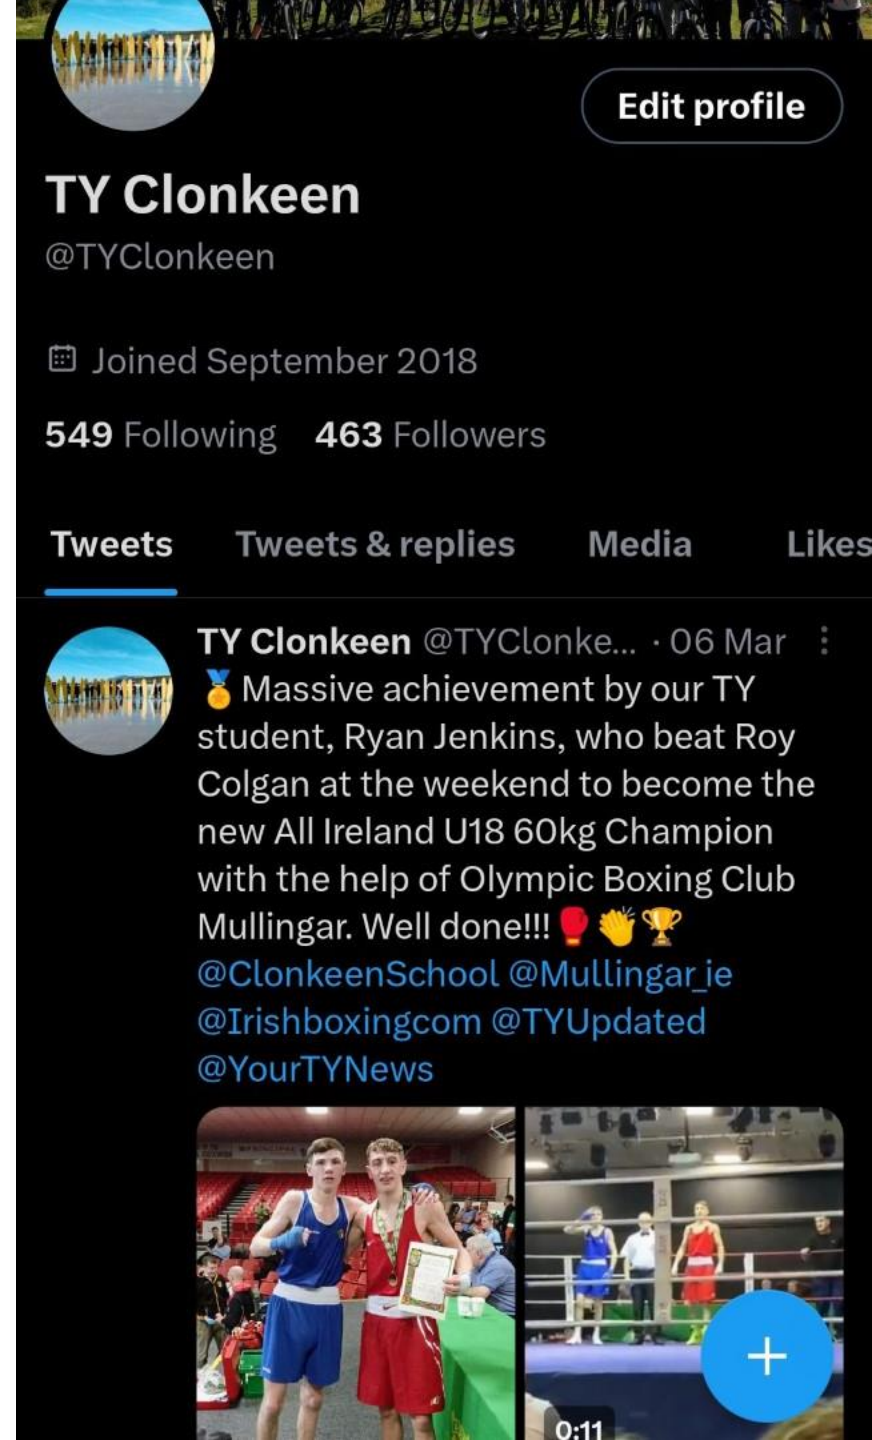 Edit profile
TY Clonkeen
@TYClonkeen
Joined September 2018
549 Following 463 Followers
Tweets Tweets & replies Media Likes
TY Clonkeen @TYClonke... · 06 Mar
🏅Massive achievement by our TY
student, Ryan Jenkins, who beat Roy
Colgan at the weekend to become the
new All Ireland U18 60kg Champion
with the help of Olympic Boxing Club
Mullingar. Well done!!!🥊👏🏆
@ClonkeenSchool @Mullingar_ie
@Irishboxingcom @TYUpdated
@YourTYNews
0:11